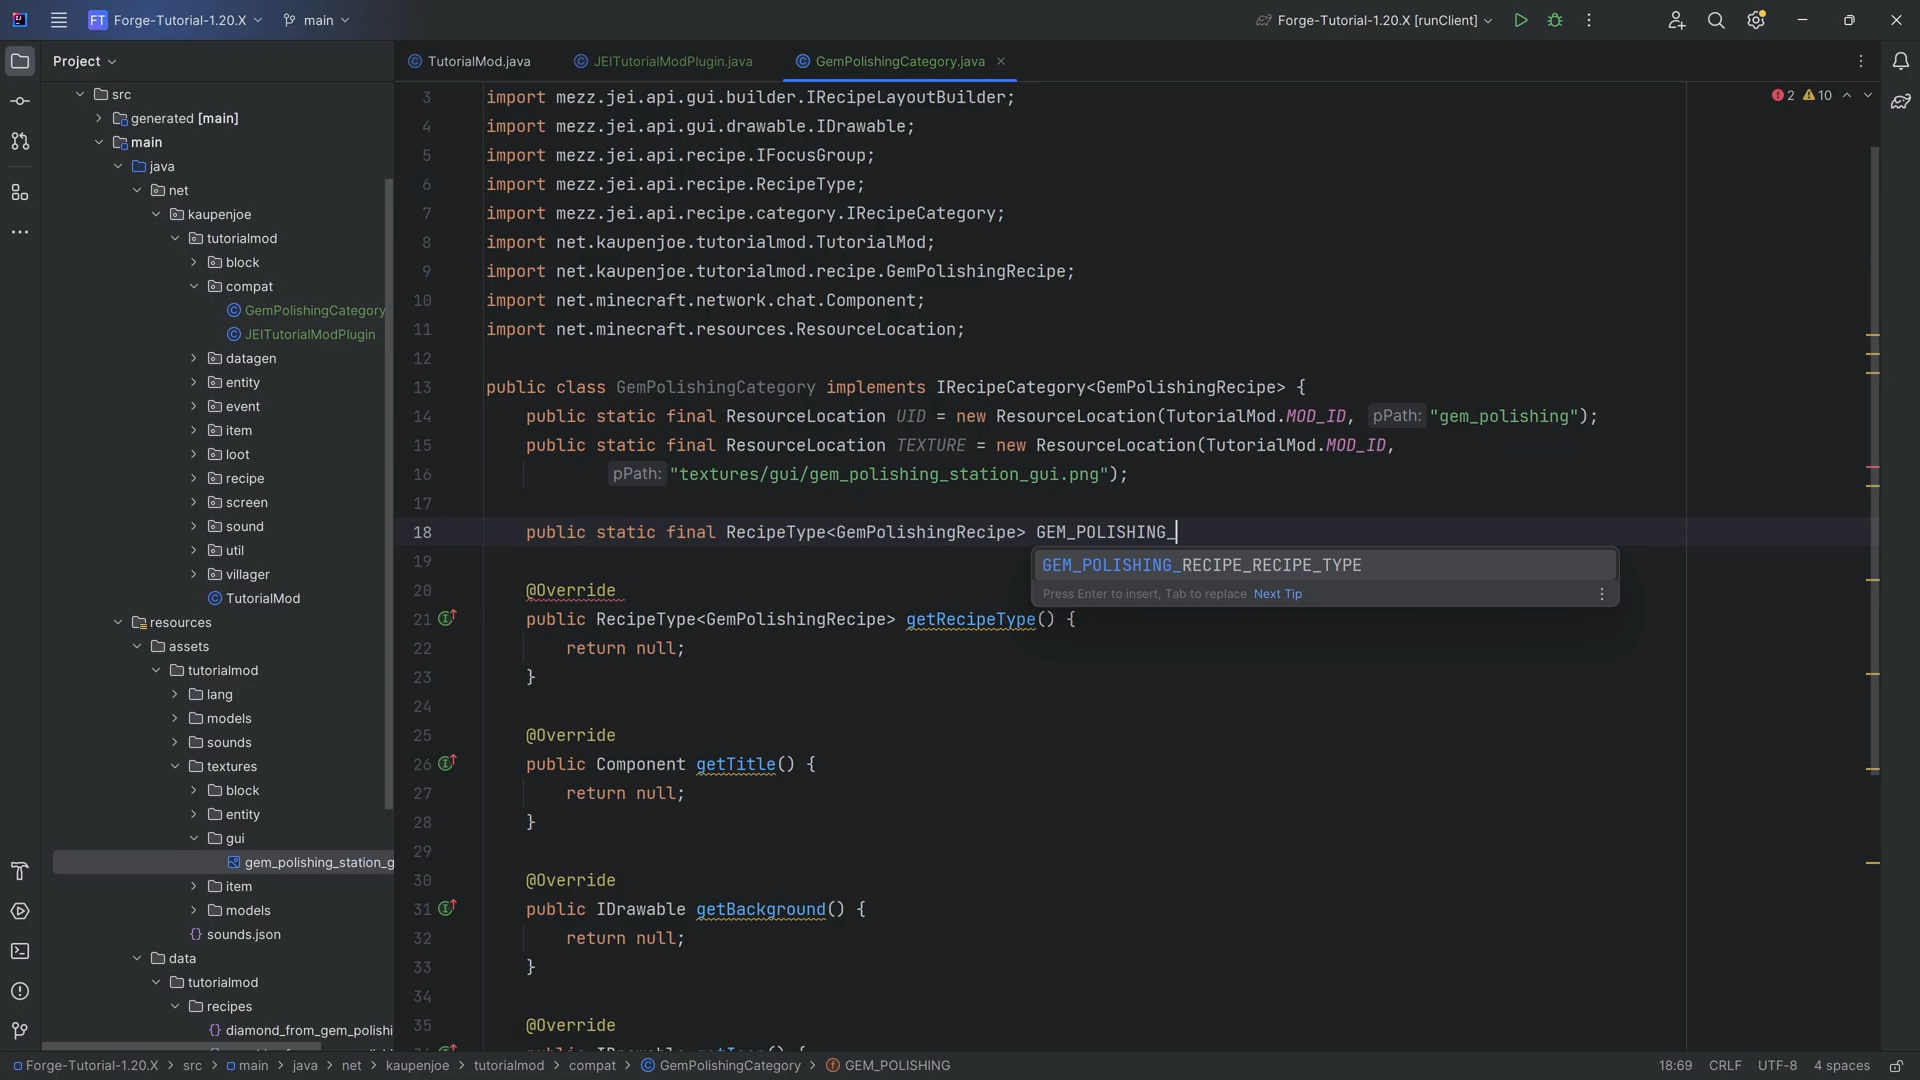 FT Forge-Tutorial-1.20.X main Forge-Tutorial-1.20.X [runClient]
Project
TutorialMod.java JEITutorialModPlugin.java GemPolishingCategory.java
src
generated [main]
main
java
net
kaupenjoe
tutorialmod
block
compat
GemPolishingCategory
JEITutorialModPlugin
datagen
entity
event
item
loot
recipe
screen
sound
util
villager
TutorialMod
resources
assets
tutorialmod
lang
models
sounds
textures
block
entity
gui
gem_polishing_station_g
item
models
sounds.json
data
tutorialmod
recipes
diamond_from_gem_polishi
2 10
3 import mezz.jei.api.gui.builder.IRecipeLayoutBuilder;
4 import mezz.jei.api.gui.drawable.IDrawable;
5 import mezz.jei.api.recipe.IFocusGroup;
6 import mezz.jei.api.recipe.RecipeType;
7 import mezz.jei.api.recipe.category.IRecipeCategory;
8 import net.kaupenjoe.tutorialmod.TutorialMod;
9 import net.kaupenjoe.tutorialmod.recipe.GemPolishingRecipe;
10 import net.minecraft.network.chat.Component;
11 import net.minecraft.resources.ResourceLocation;
12
13 public class GemPolishingCategory implements IRecipeCategory<GemPolishingRecipe> {
14 public static final ResourceLocation UID = new ResourceLocation(TutorialMod.MOD_ID, pPath: "gem_polishing");
15 public static final ResourceLocation TEXTURE = new ResourceLocation(TutorialMod.MOD_ID,
16 pPath: "textures/gui/gem_polishing_station_gui.png");
17
18 public static final RecipeType<GemPolishingRecipe> GEM_POLISHING_
GEM_POLISHING_RECIPE_RECIPE_TYPE
Press Enter to insert, Tab to replace Next Tip
19
20 @Override
21 public RecipeType<GemPolishingRecipe> getRecipeType() {
22 return null;
23 }
24
25 @Override
26 public Component getTitle() {
27 return null;
28 }
29
30 @Override
31 public IDrawable getBackground() {
32 return null;
33 }
34
35 @Override
Forge-Tutorial-1.20.X > src > main > java > net > kaupenjoe > tutorialmod > compat > GemPolishingCategory > GEM_POLISHING 18:69 CRLF UTF-8 4 spaces